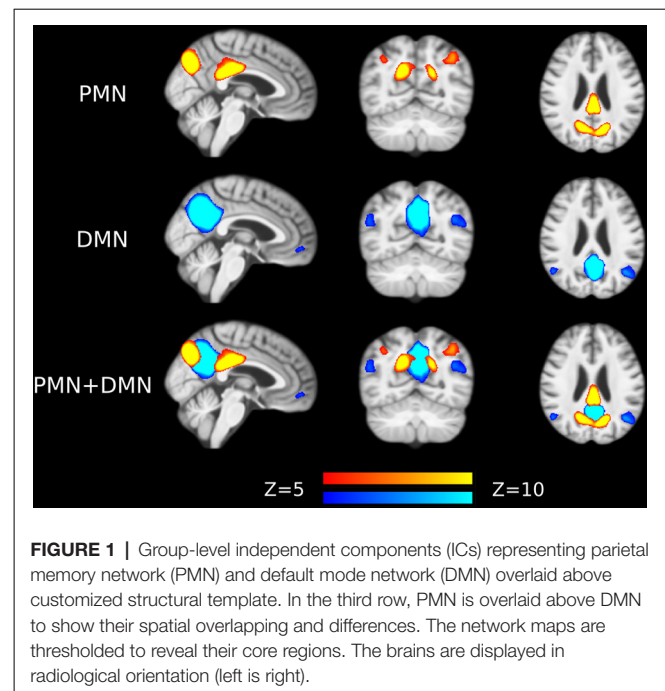 PMN
DMN
PMN+DMN
Z=5 Z=10
FIGURE 1 | Group-level independent components (ICs) representing parietal
memory network (PMN) and default mode network (DMN) overlaid above
customized structural template. In the third row, PMN is overlaid above DMN
to show their spatial overlapping and differences. The network maps are
thresholded to reveal their core regions. The brains are displayed in
radiological orientation (left is right).